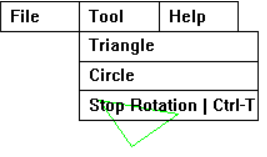 File Tool Help
Triangle
Circle
Stop Rotation | Ctrl-T